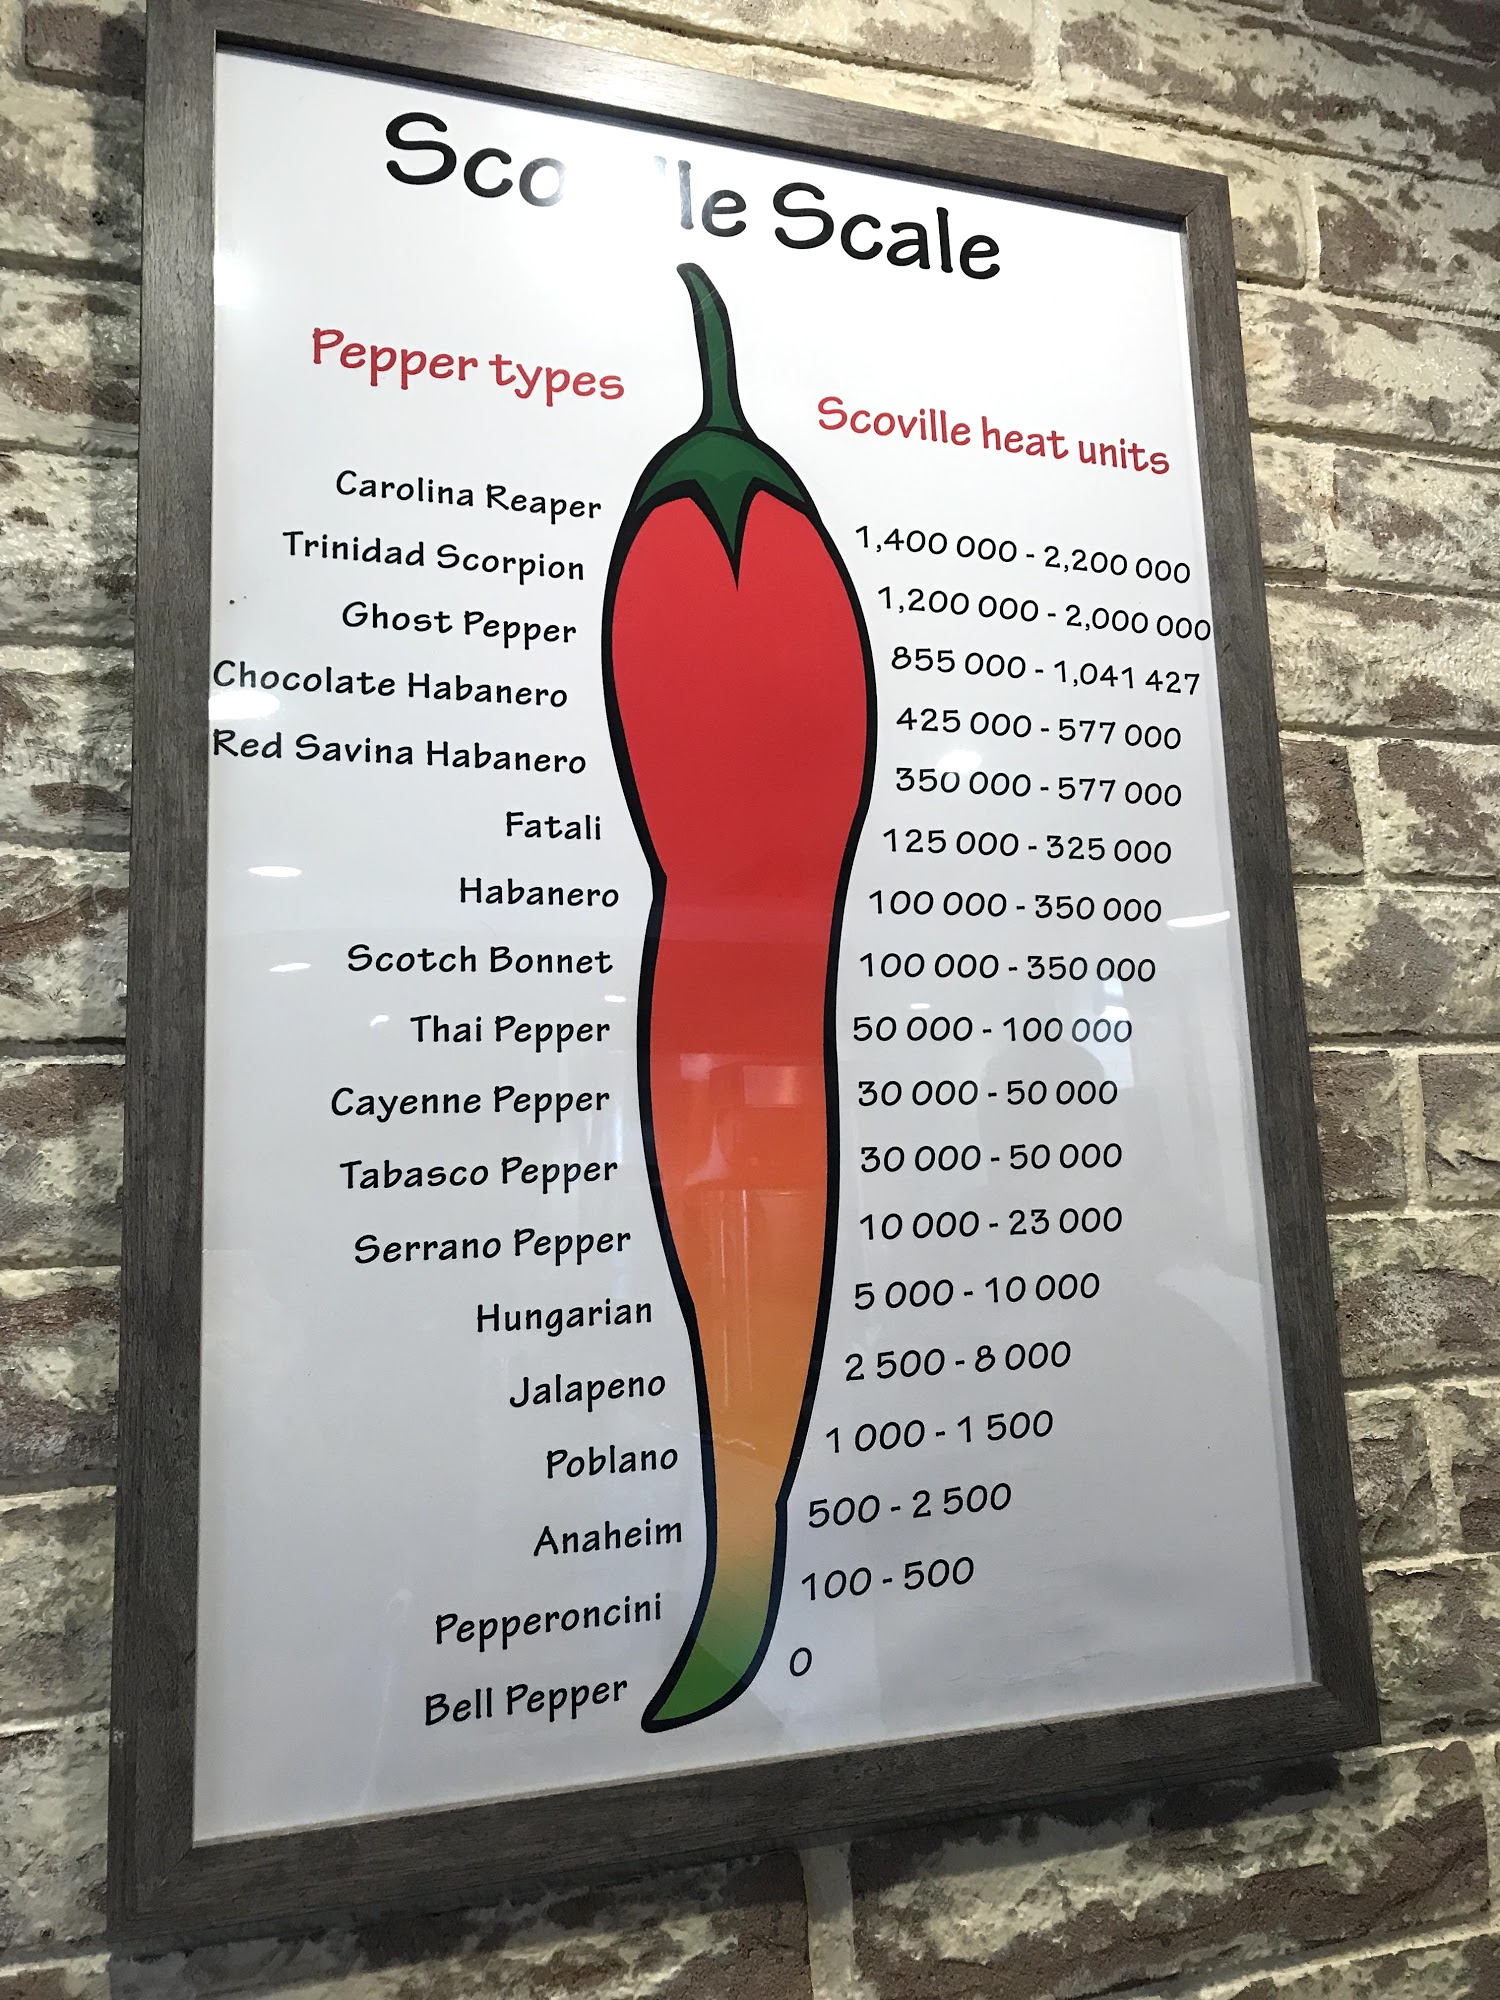 Sco lle Scale
Pepper types
Scoville heat units
Carolina Reaper 1,400 000 - 2,200 000
Trinidad Scorpion 1,200 000 - 2,000 000
Ghost Pepper 855 000 - 1,041 427
Chocolate Habanero 425 000 - 577 000
Red Savina Habanero 350 000 - 577 000
Fatali 125 000 - 325 000
Habanero 100 000 - 350 000
Scotch Bonnet 100 000 - 350 000
Thai Pepper 50 000 - 100 000
Cayenne Pepper 30 000 - 50 000
Tabasco Pepper 30 000 - 50 000
Serrano Pepper 10 000 - 23 000
Hungarian 5 000 - 10 000
Jalapeno 2 500 - 8 000
Poblano 1 000 - 1 500
Anaheim 500 - 2 500
Pepperoncini 100 - 500
Bell Pepper 0